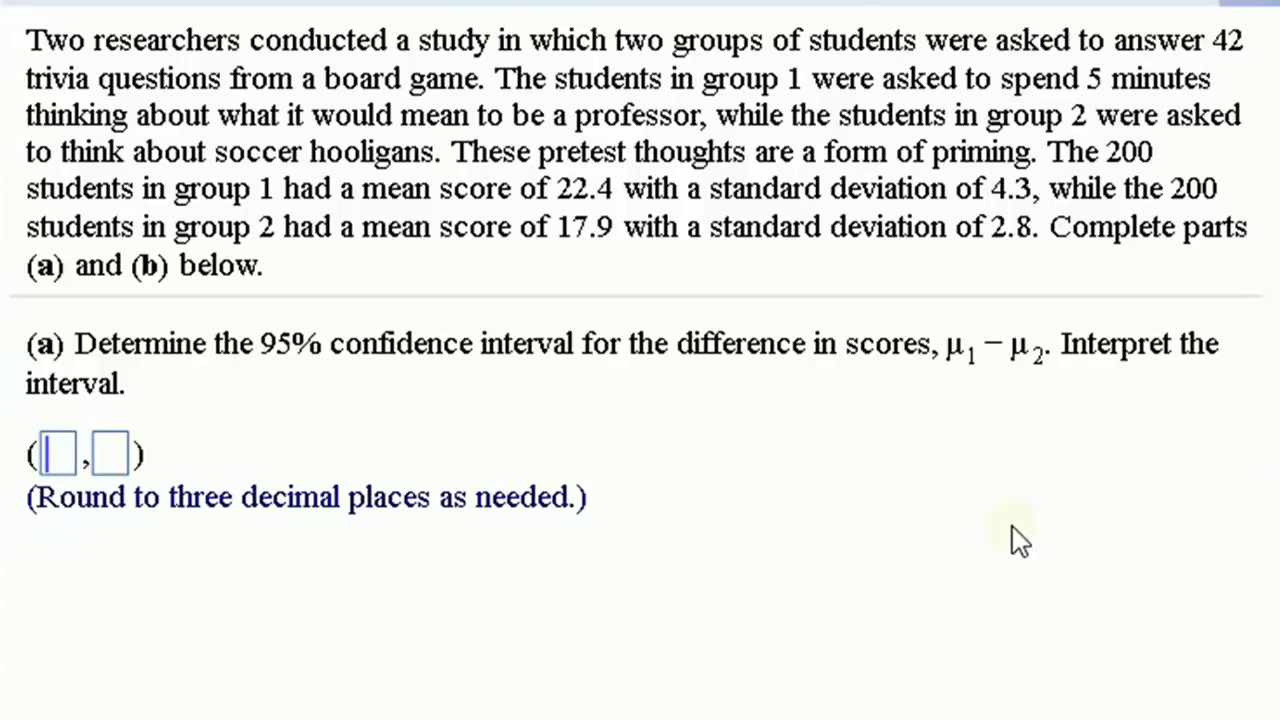 Two researchers conducted a study in which two groups of students were asked to answer 42
trivia questions from a board game. The students in group 1 were asked to spend 5 minutes
thinking about what it would mean to be a professor, while the students in group 2 were asked
to think about soccer hooligans. These pretest thoughts are a form of priming. The 200
students in group 1 had a mean score of 22.4 with a standard deviation of 4.3, while the 200
students in group 2 had a mean score of 17.9 with a standard deviation of 2.8. Complete parts
(a) and (b) below.
(a) Determine the 95% confidence interval for the difference in scores, μ₁ − μ₂. Interpret the
interval.
( , )
(Round to three decimal places as needed.)